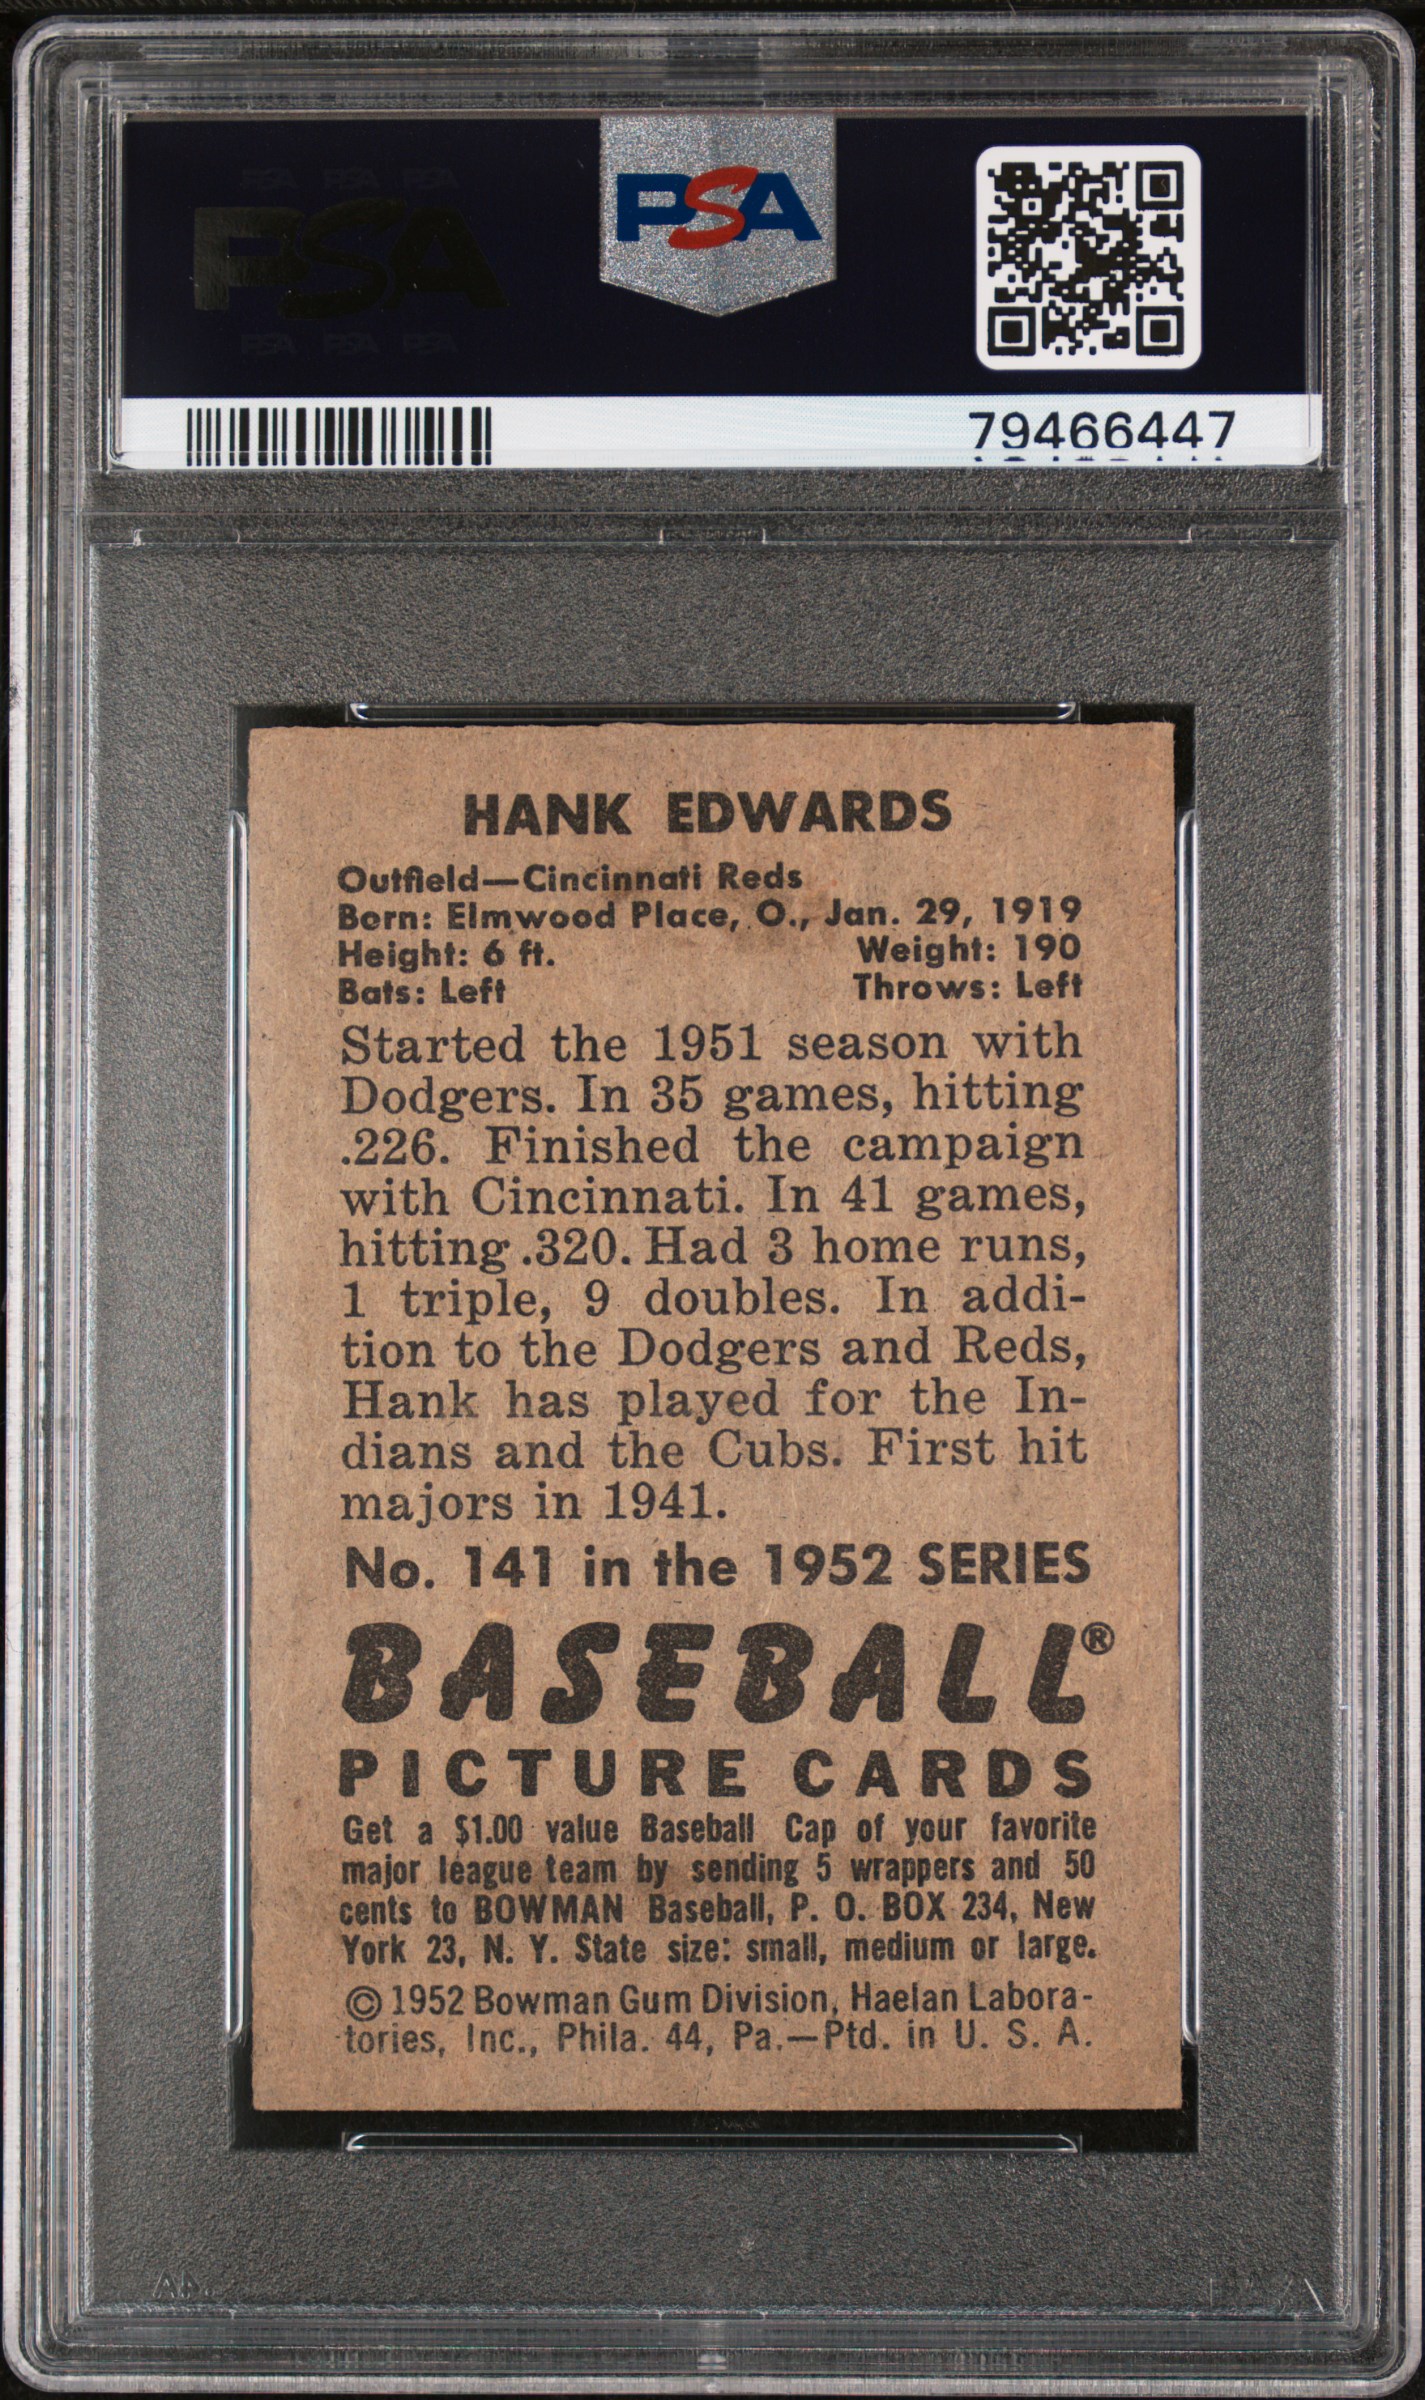 PSA PSA PSA
PSA
PSA PSA PSA
PSA
79466447
HANK EDWARDS
Outfield—Cincinnati Reds
Born: Elmwood Place, O., Jan. 29, 1919
Height: 6 ft. Weight: 190
Bats: Left Throws: Left
Started the 1951 season with
Dodgers. In 35 games, hitting
.226. Finished the campaign
with Cincinnati. In 41 games,
hitting .320. Had 3 home runs,
1 triple, 9 doubles. In addi-
tion to the Dodgers and Reds,
Hank has played for the In-
dians and the Cubs. First hit
majors in 1941.
No. 141 in the 1952 SERIES
BASEBALL®
PICTURE CARDS
Get a $1.00 value Baseball Cap of your favorite
major league team by sending 5 wrappers and 50
cents to BOWMAN Baseball, P. O. BOX 234, New
York 23, N. Y. State size: small, medium or large.
© 1952 Bowman Gum Division, Haelan Labora-
tories, Inc., Phila. 44, Pa.—Ptd. in U. S. A.